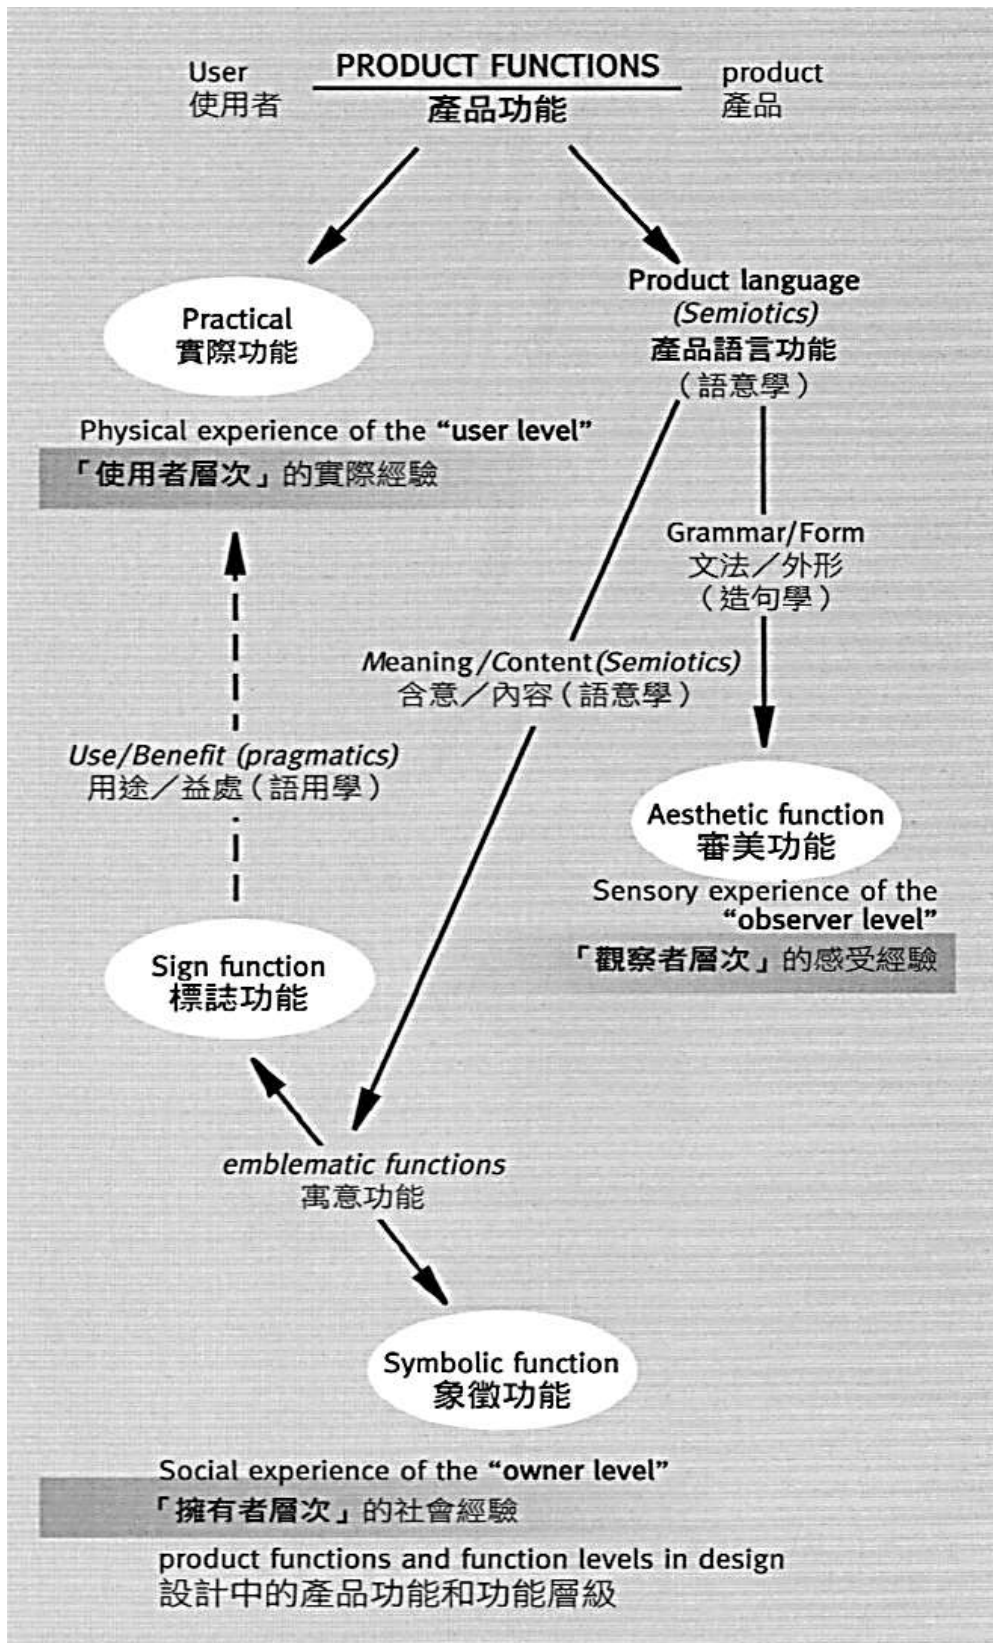 User
使用者
PRODUCT FUNCTIONS
產品功能
product
產品
Practical
實際功能
Product language
(Semiotics)
產品語言功能
（語意學）
Physical experience of the “user level”
「使用者層次」的實際經驗
Grammar/Form
文法／外形
（造句學）
Meaning/Content(Semiotics)
含意／內容（語意學）
Use/Benefit (pragmatics)
用途／益處（語用學）
Aesthetic function
審美功能
Sensory experience of the
“observer level”
「觀察者層次」的感受經驗
Sign function
標誌功能
emblematic functions
寓意功能
Symbolic function
象徵功能
Social experience of the “owner level”
「擁有者層次」的社會經驗
product functions and function levels in design
設計中的產品功能和功能層級